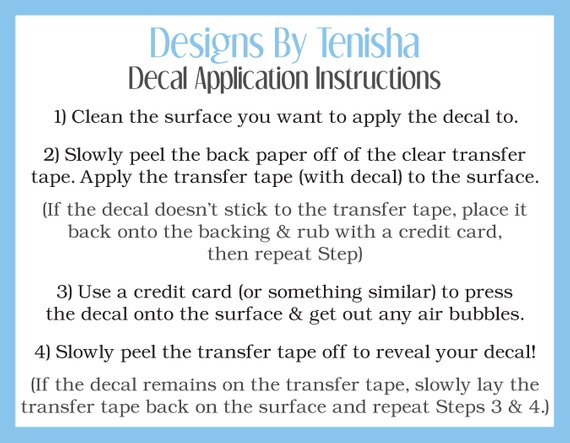 Designs By Tenisha
Decal Application Instructions
1) Clean the surface you want to apply the decal to.
2) Slowly peel the back paper off of the clear transfer
tape. Apply the transfer tape (with decal) to the surface.
(If the decal doesn't stick to the transfer tape, place it
back onto the backing & rub with a credit card,
then repeat Step)
3) Use a credit card (or something similar) to press
the decal onto the surface & get out any air bubbles.
4) Slowly peel the transfer tape off to reveal your decal!
(If the decal remains on the transfer tape, slowly lay the
transfer tape back on the surface and repeat Steps 3 & 4.)